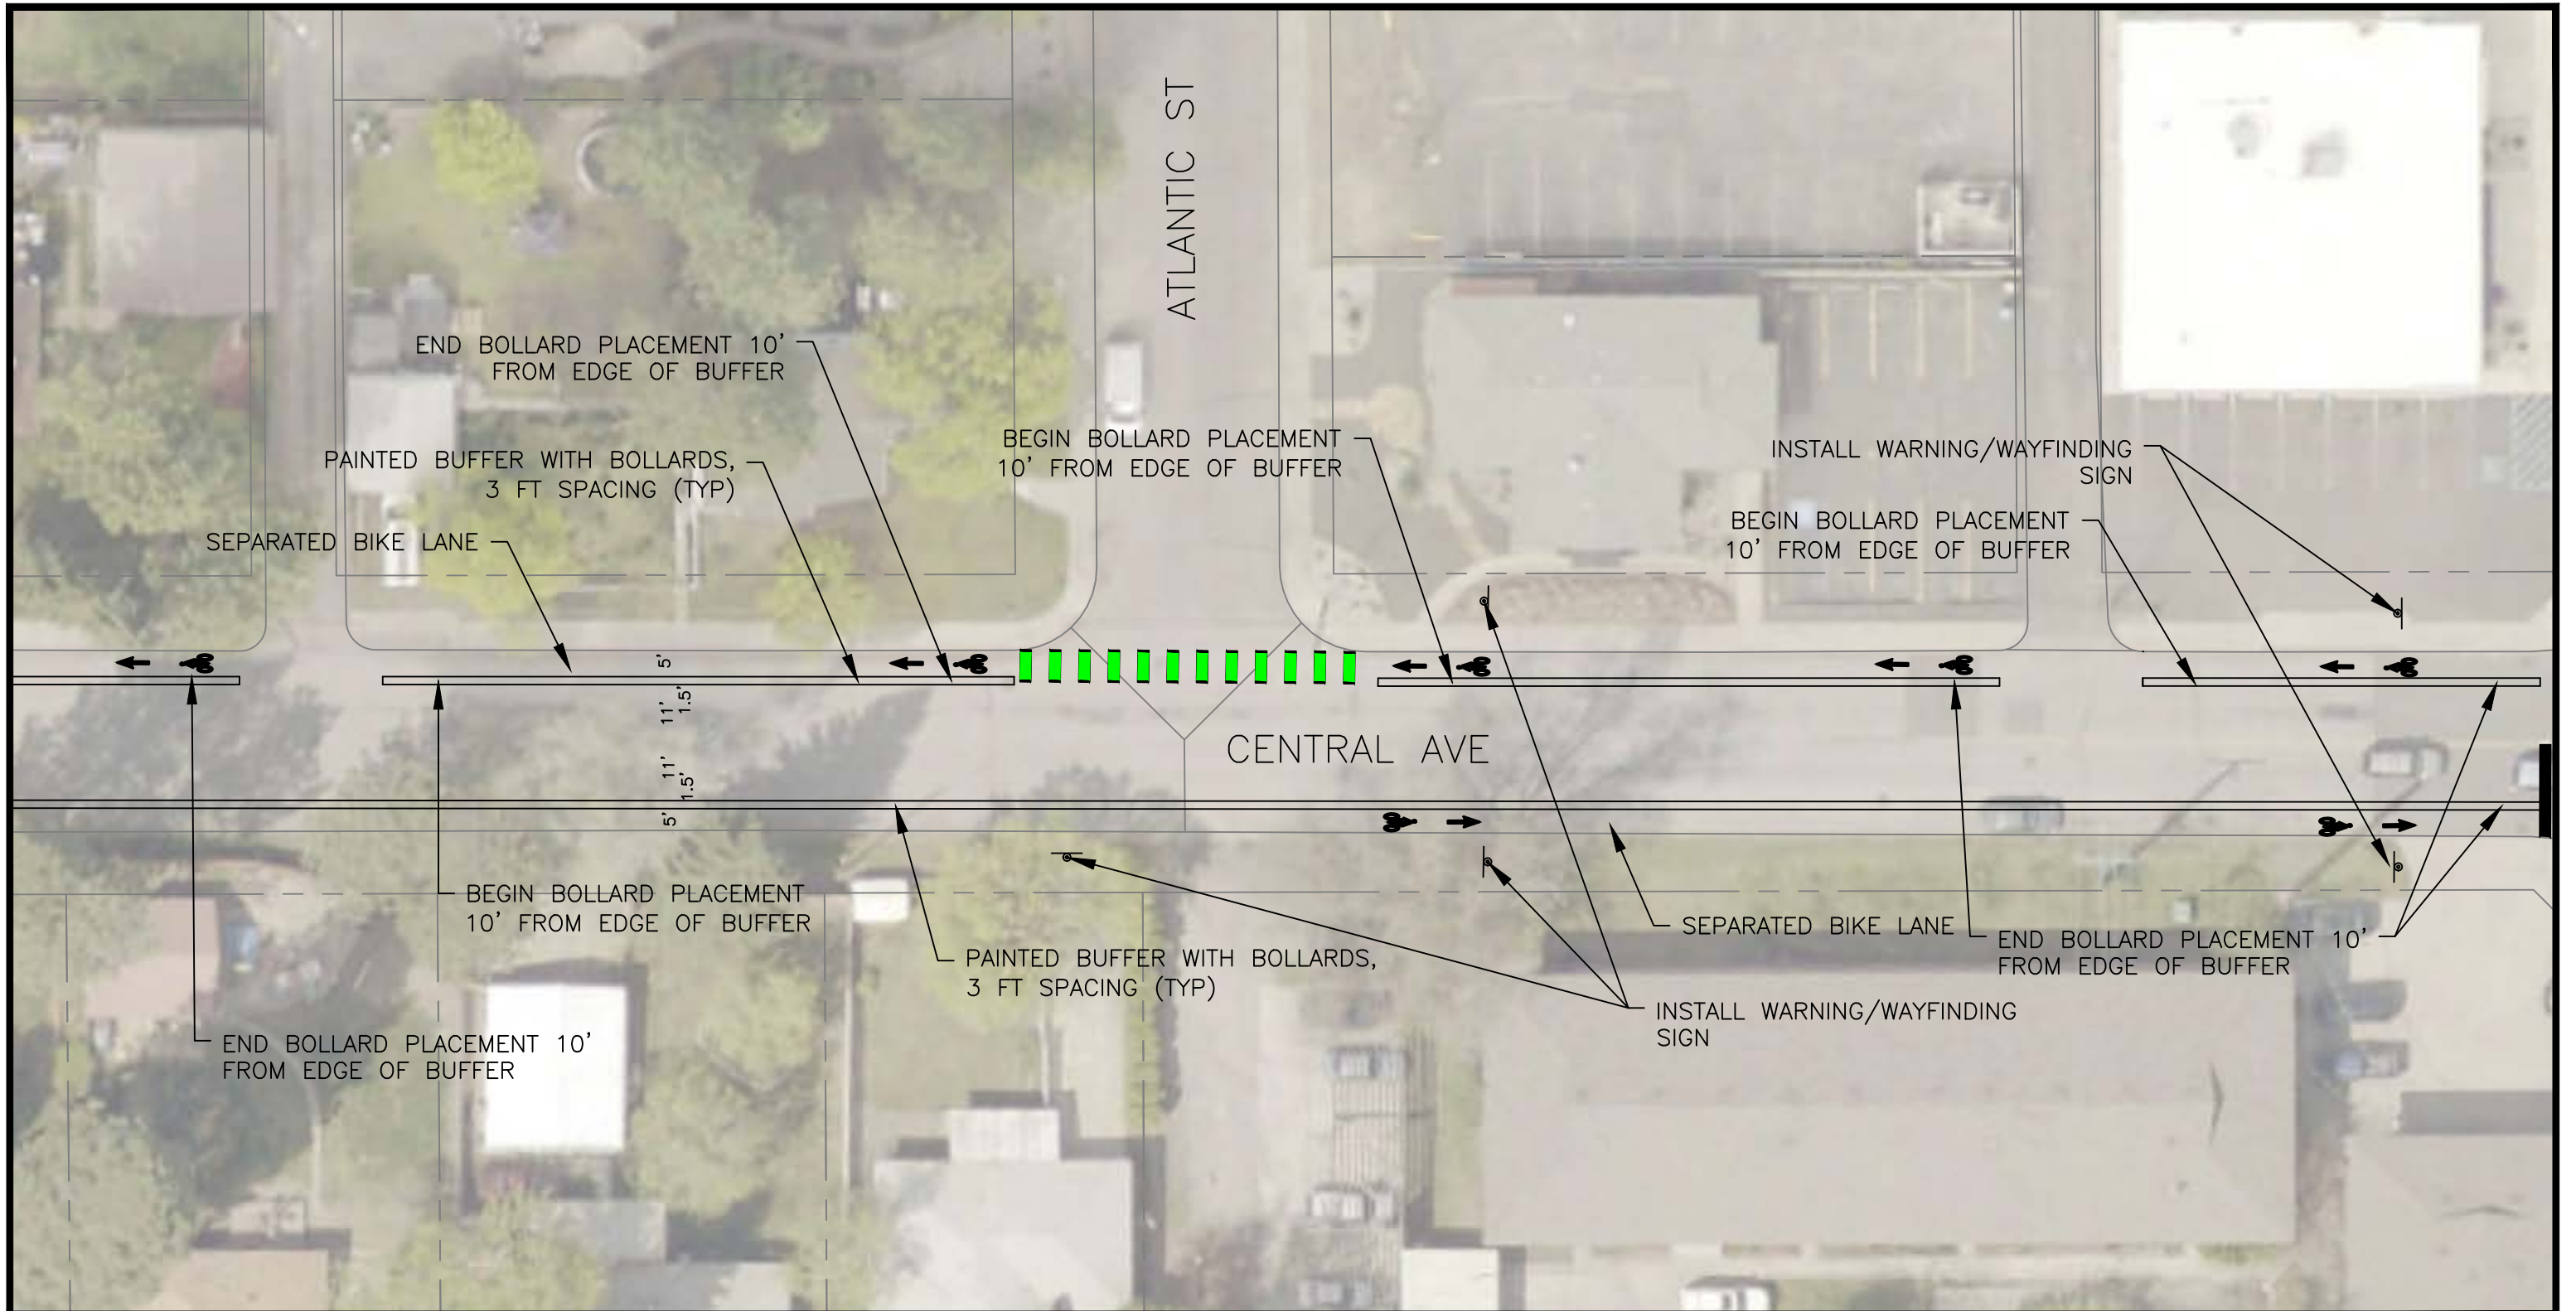 ATLANTIC ST
END BOLLARD PLACEMENT 10'
FROM EDGE OF BUFFER
BEGIN BOLLARD PLACEMENT
10' FROM EDGE OF BUFFER
INSTALL WARNING/WAYFINDING
SIGN
PAINTED BUFFER WITH BOLLARDS,
3 FT SPACING (TYP)
BEGIN BOLLARD PLACEMENT
10' FROM EDGE OF BUFFER
SEPARATED BIKE LANE
5'
1.5'
11'
CENTRAL AVE
11'
1.5'
5'
BEGIN BOLLARD PLACEMENT
10' FROM EDGE OF BUFFER
SEPARATED BIKE LANE
END BOLLARD PLACEMENT 10'
FROM EDGE OF BUFFER
PAINTED BUFFER WITH BOLLARDS,
3 FT SPACING (TYP)
INSTALL WARNING/WAYFINDING
SIGN
END BOLLARD PLACEMENT 10'
FROM EDGE OF BUFFER